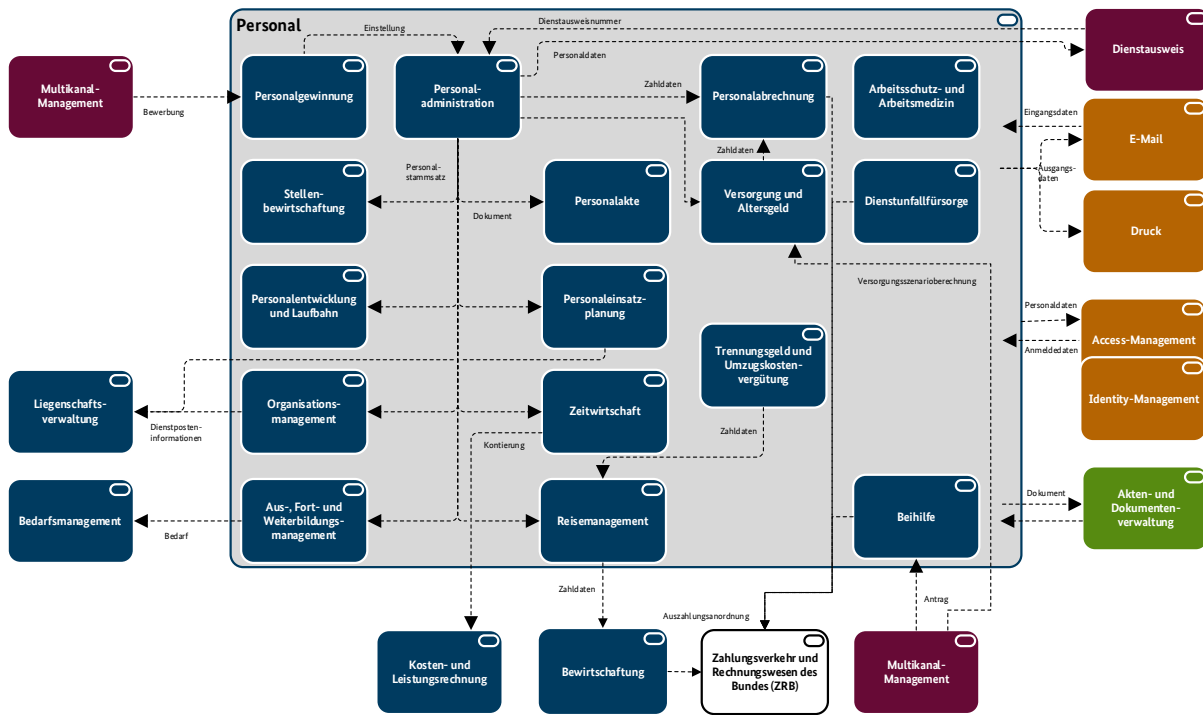 Personal
Dienstausweisnummer
Einstellung
Personaldaten
Dienstausweis
Multikanal-
Management
Bewerbung
Personalgewinnung
Personal-
administration
Zahldaten
Personalabrechnung
Arbeitsschutz- und
Arbeitsmedizin
Eingangsdaten
E-Mail
Zahldaten
Personal-
stammsatz
Ausgangs-
daten
Stellen-
bewirtschaftung
Dokument
Personalakte
Versorgung und
Altersgeld
Dienstunfallfürsorge
Druck
Versorgungsszenarioberechnung
Personalentwicklung
und Laufbahn
Personaleinsatz-
planung
Personaldaten
Access-Management
Anmeldedaten
Trennungsgeld und
Umzugskosten-
vergütung
Identity-Management
Liegenschafts-
verwaltung
Dienstposten-
informationen
Organisations-
management
Zeitwirtschaft
Kontierung
Zahldaten
Bedarfsmanagement
Bedarf
Aus-, Fort- und
Weiterbildungs-
management
Reisemanagement
Beihilfe
Dokument
Akten- und
Dokumenten-
verwaltung
Zahldaten
Auszahlungsanordnung
Antrag
Kosten- und
Leistungsrechnung
Bewirtschaftung
Zahlungsverkehr und
Rechnungswesen des
Bundes (ZRB)
Multikanal-
Management